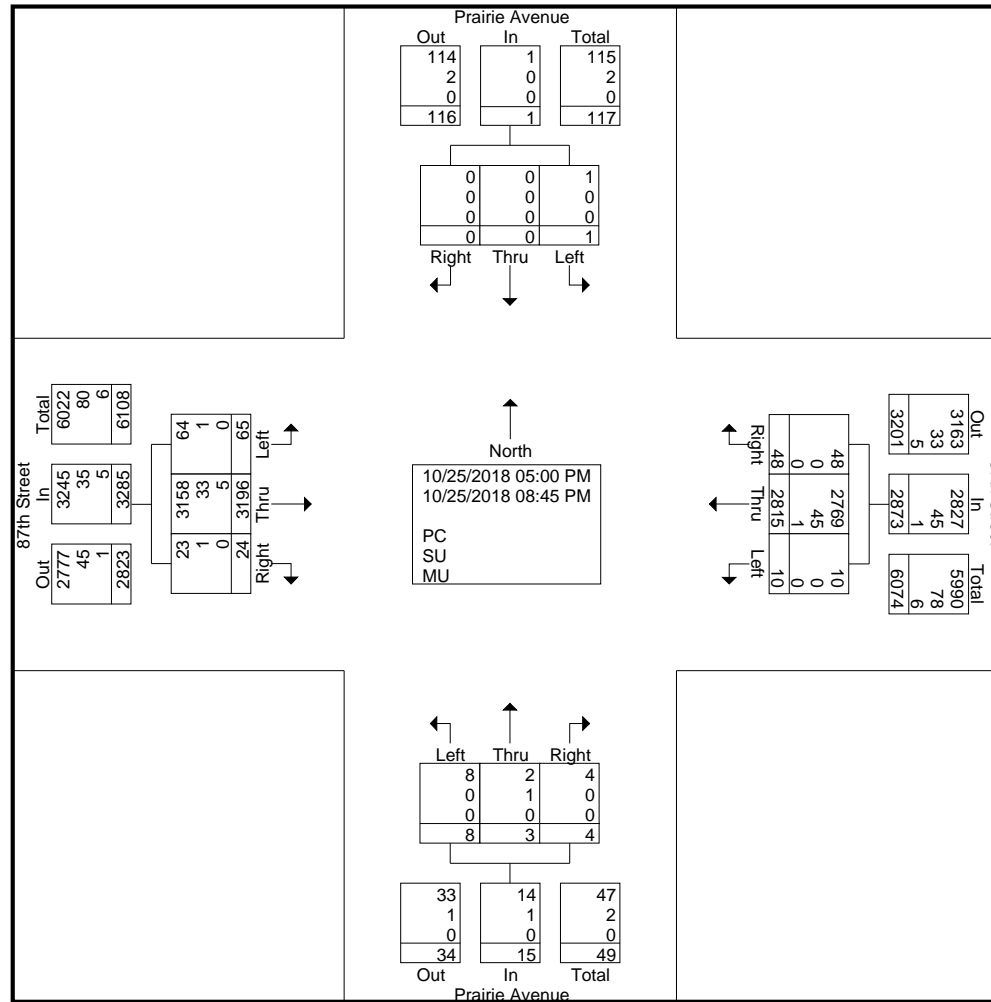 Prairie Avenue
Out In Total
114 1 115
2 0 2
0 0 0
116 1 117
0 0 1
0 0 0
0 0 0
0 0 1
Right Thru Left
87th Street
Total
6022
80
6
6108
In
3245
35
5
3285
Out
2777
45
1
2823
Left
64
1
0
65
Thru
3158
33
5
3196
Right
23
1
0
24
North
10/25/2018 05:00 PM
10/25/2018 08:45 PM
PC
SU
MU
Right
48
0
0
48
Thru
2769
45
1
2815
Left
10
0
0
10
Out
3163
33
5
3201
In
2827
45
1
2873
Total
5990
78
6
6074
Left Thru Right
8 2 4
0 1 0
0 0 0
8 3 4
33 14 47
1 1 2
0 0 0
34 15 49
Out In Total
Prairie Avenue